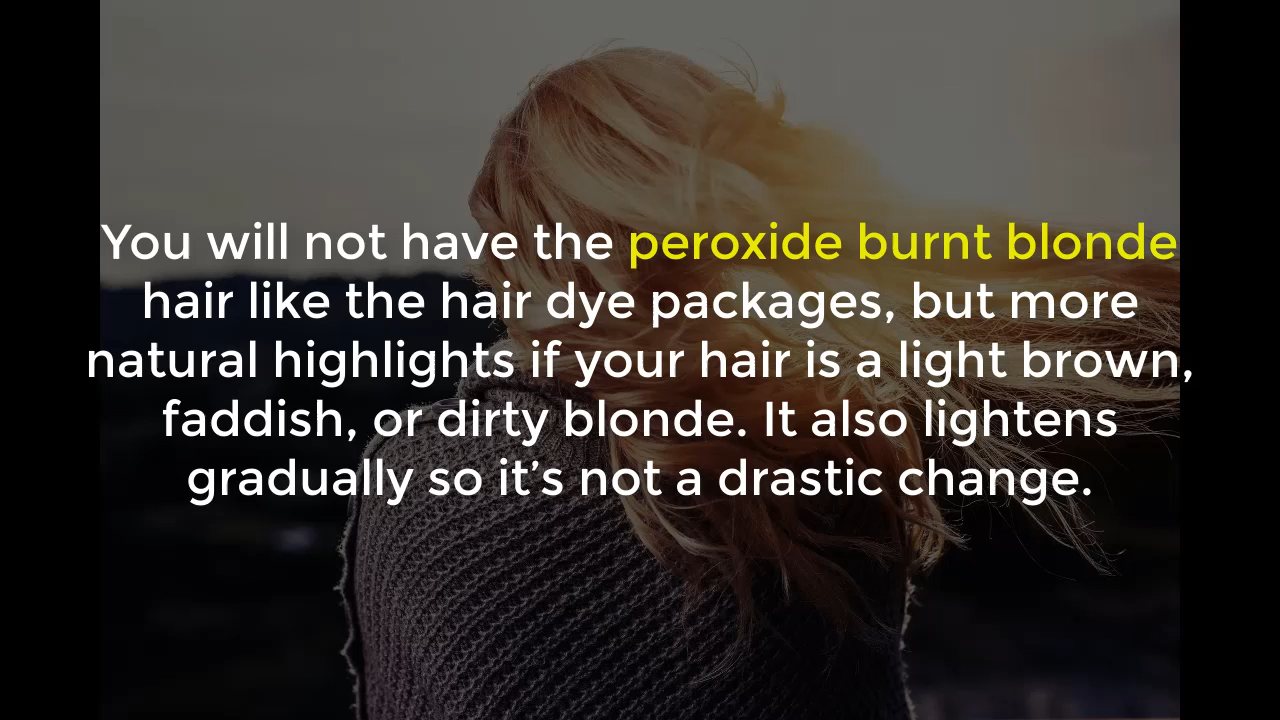 You will not have the peroxide burnt blonde
hair like the hair dye packages, but more
natural highlights if your hair is a light brown,
faddish, or dirty blonde. It also lightens
gradually so it’s not a drastic change.